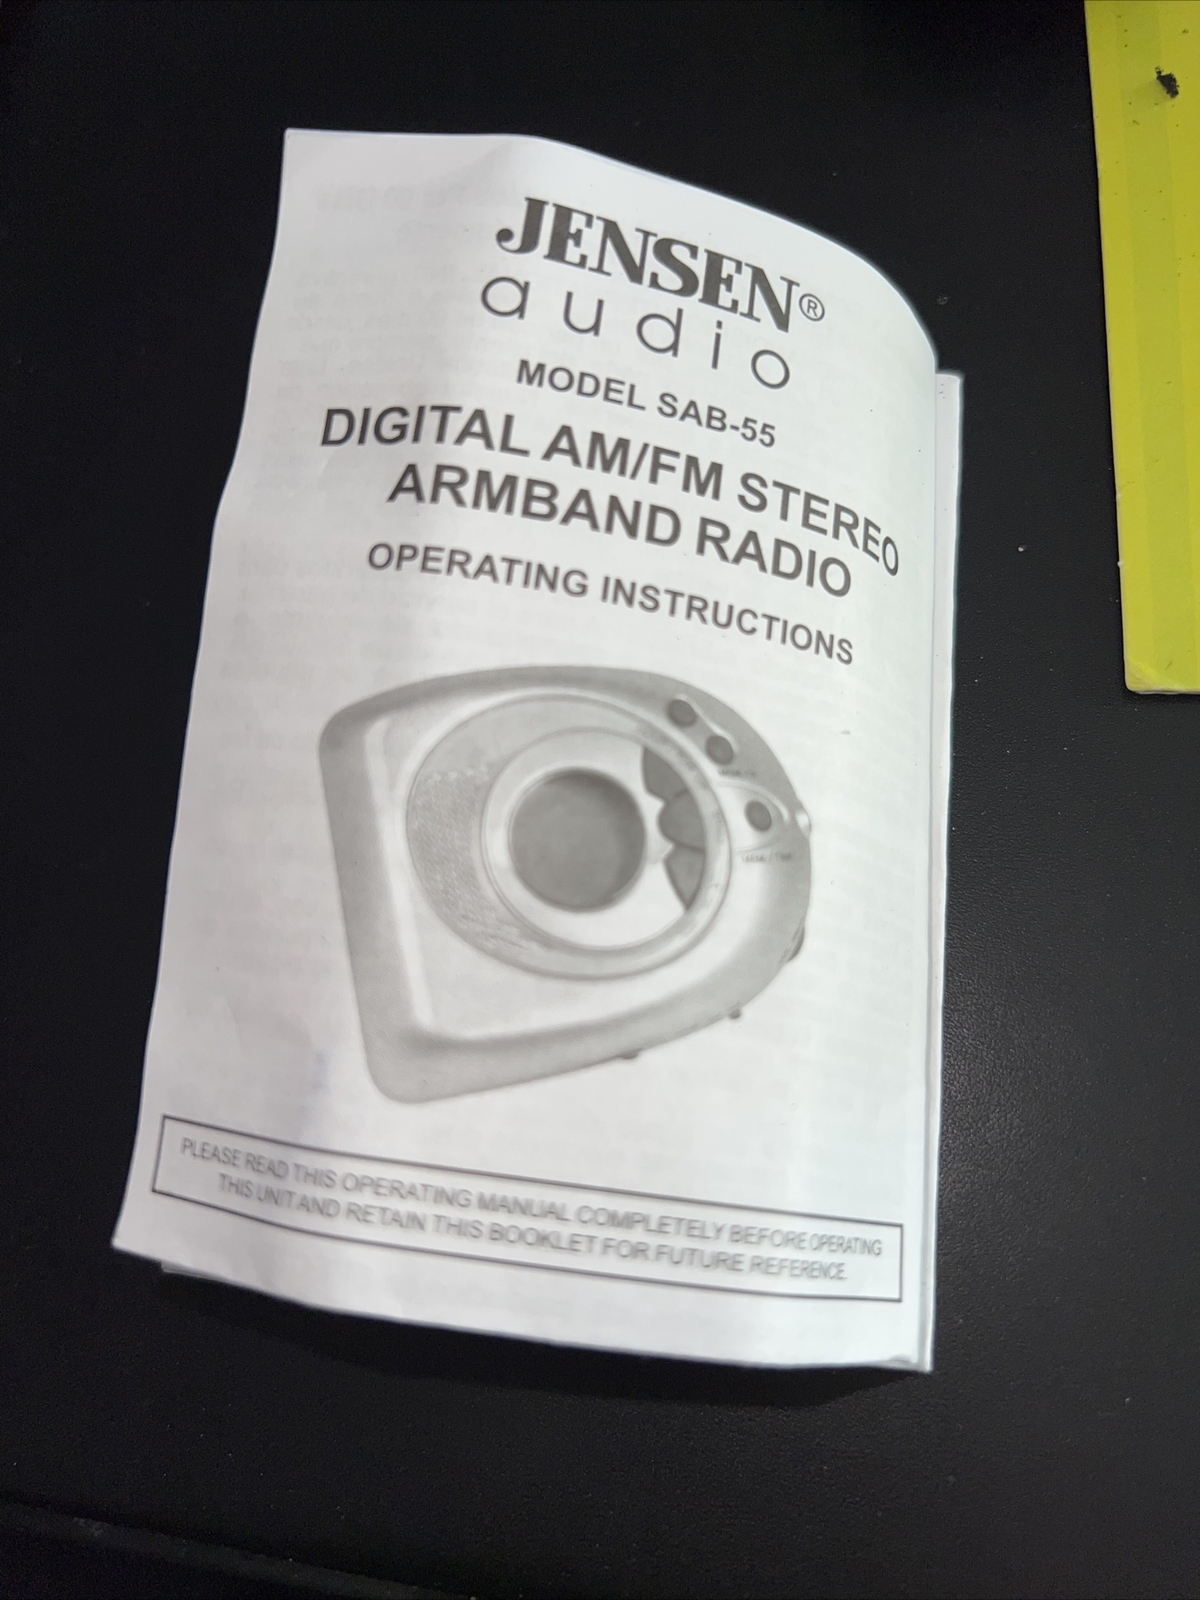 JENSEN®
audio
MODEL SAB-55
DIGITAL AM/FM STEREO
ARMBAND RADIO
OPERATING INSTRUCTIONS
PLEASE READ THIS OPERATING MANUAL COMPLETELY BEFORE OPERATING
THIS UNIT AND RETAIN THIS BOOKLET FOR FUTURE REFERENCE.